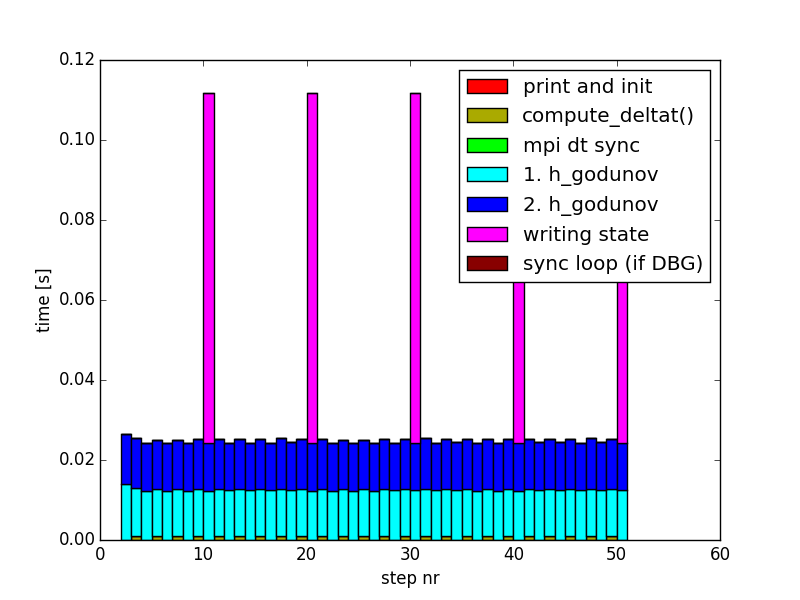 0.12
0.10
0.08
0.06
0.04
0.02
0.00
time [s]
print and init
compute_deltat()
mpi dt sync
1. h_godunov
2. h_godunov
writing state
sync loop (if DBG)
0 10 20 30 40 50 60
step nr